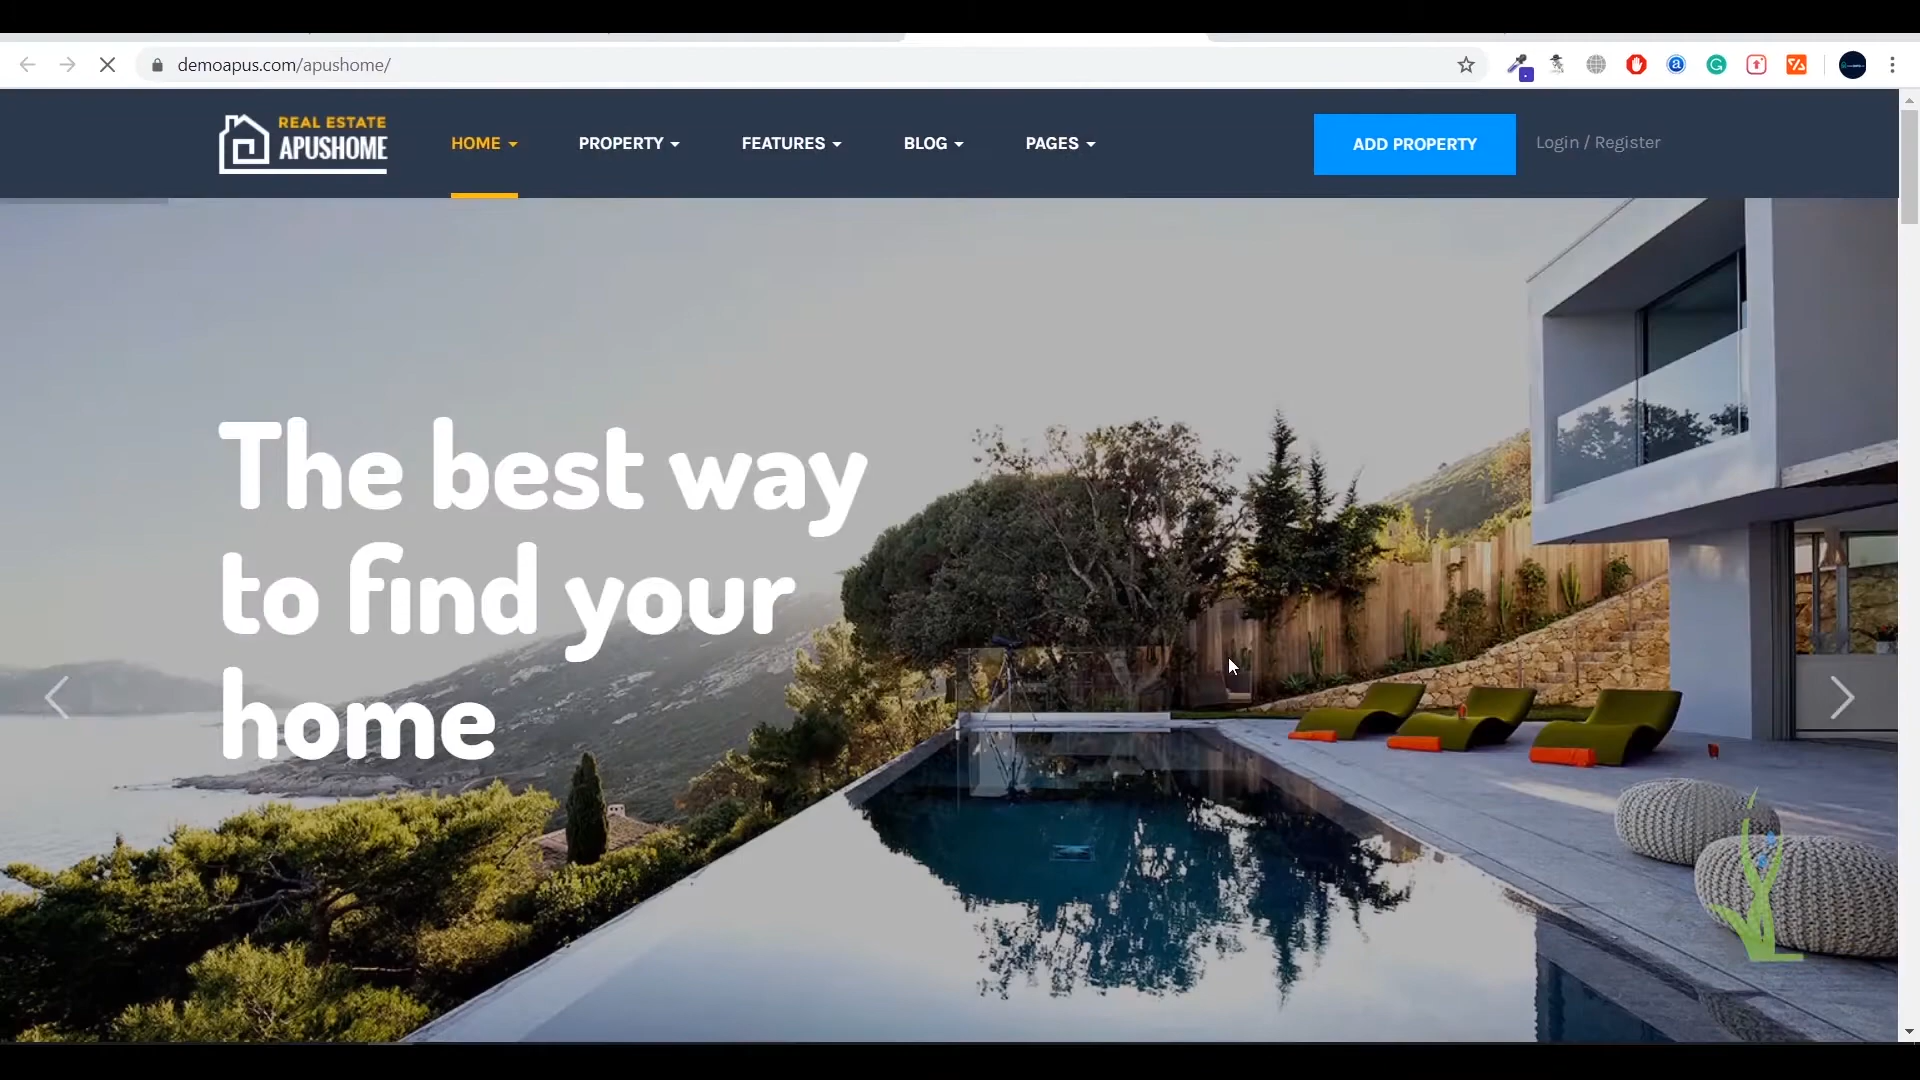 demoapus.com/apushome/
REAL ESTATE
APUSHOME
HOME
PROPERTY
FEATURES
BLOG
PAGES
ADD PROPERTY
Login / Register
The best way
to find your
home